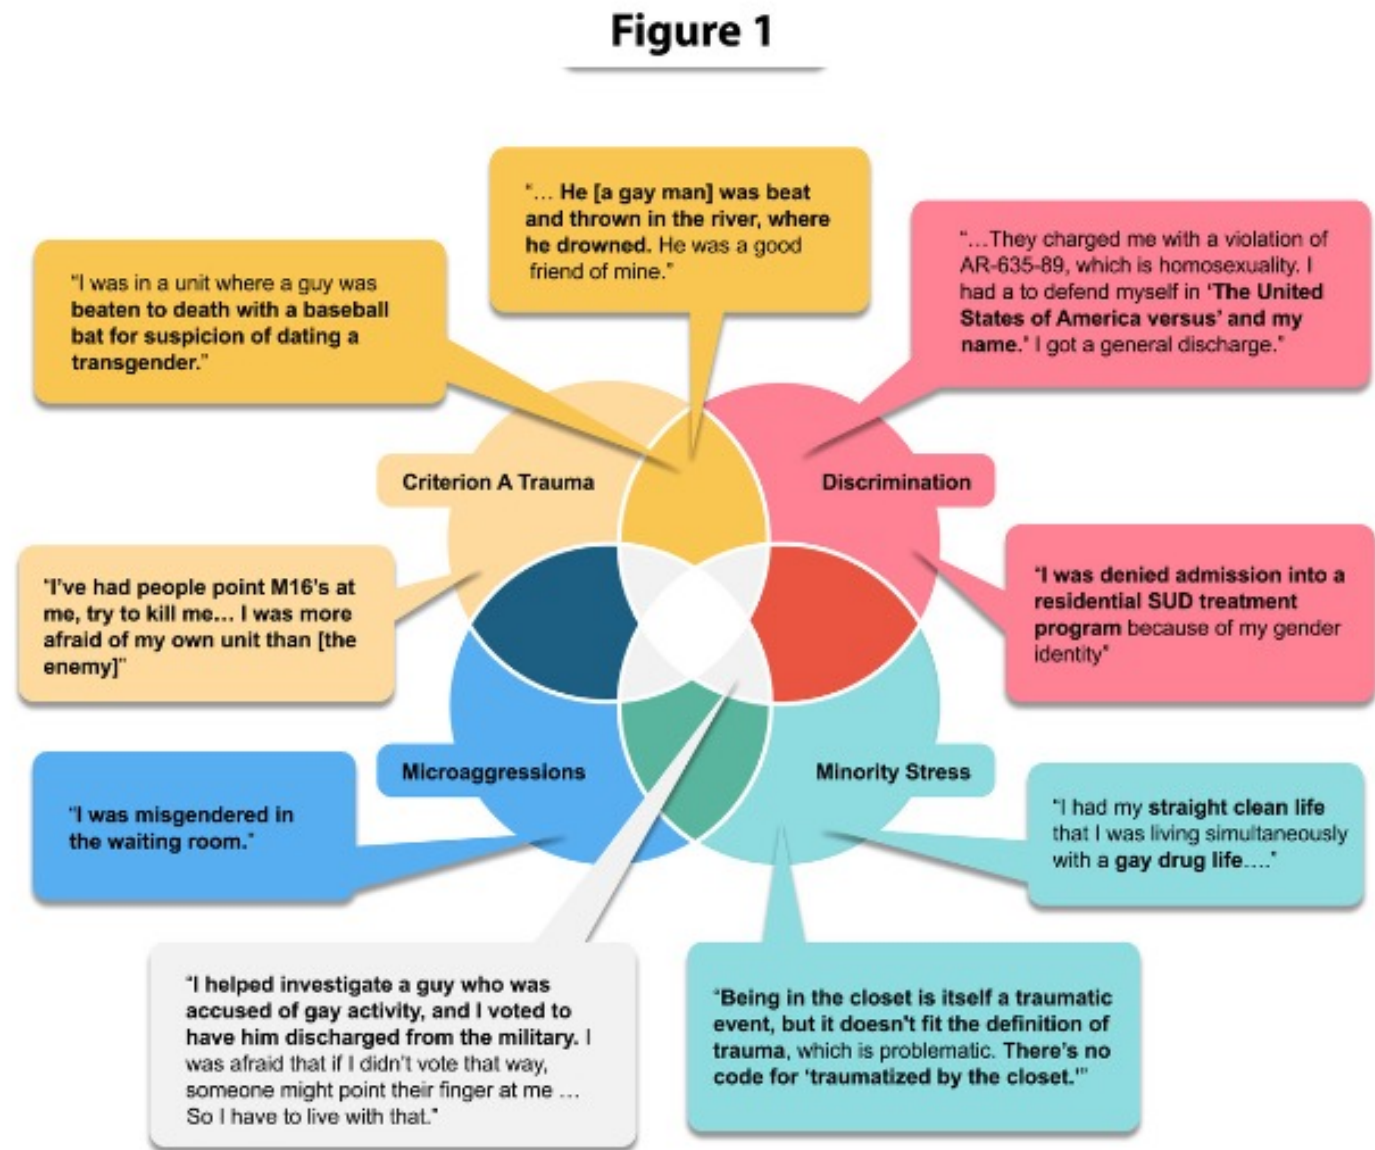 Figure 1
“… He [a gay man] was beat
and thrown in the river, where
he drowned. He was a good
friend of mine.”
“I was in a unit where a guy was
beaten to death with a baseball
bat for suspicion of dating a
transgender.”
“…They charged me with a violation of
AR-635-89, which is homosexuality. I
had a to defend myself in ‘The United
States of America versus’ and my
name.’ I got a general discharge.”
Criterion A Trauma
Discrimination
“I’ve had people point M16’s at
me, try to kill me… I was more
afraid of my own unit than [the
enemy]”
“I was denied admission into a
residential SUD treatment
program because of my gender
identity”
Microaggressions
Minority Stress
“I was misgendered in
the waiting room.”
“I had my straight clean life
that I was living simultaneously
with a gay drug life….”
“I helped investigate a guy who was
accused of gay activity, and I voted to
have him discharged from the military. I
was afraid that if I didn’t vote that way,
someone might point their finger at me …
So I have to live with that.”
“Being in the closet is itself a traumatic
event, but it doesn’t fit the definition of
trauma, which is problematic. There’s no
code for ‘traumatized by the closet.’”